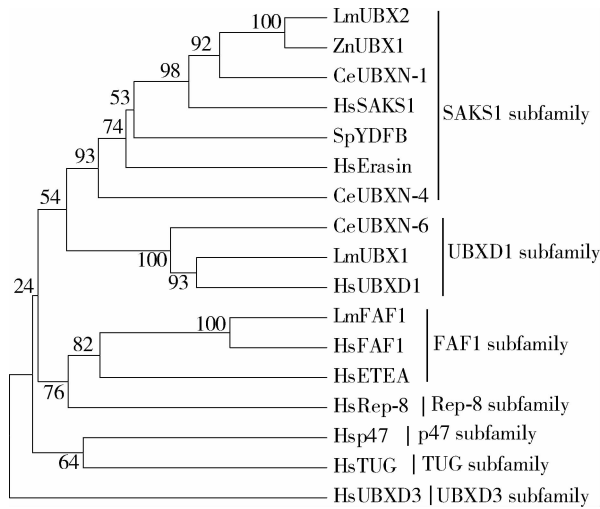 LmUBX2
100
ZnUBX1
92
CeUBXN-1
98
HsSAKS1
SAKS1 subfamily
53
SpYDFB
74
HsErasin
93
CeUBXN-4
54
CeUBXN-6
UBXD1 subfamily
100
LmUBX1
93
HsUBXD1
24
LmFAF1
100
82
HsFAF1
FAF1 subfamily
HsETEA
76
HsRep-8 | Rep-8 subfamily
Hsp47 | p47 subfamily
64
HsTUG | TUG subfamily
HsUBXD3 | UBXD3 subfamily